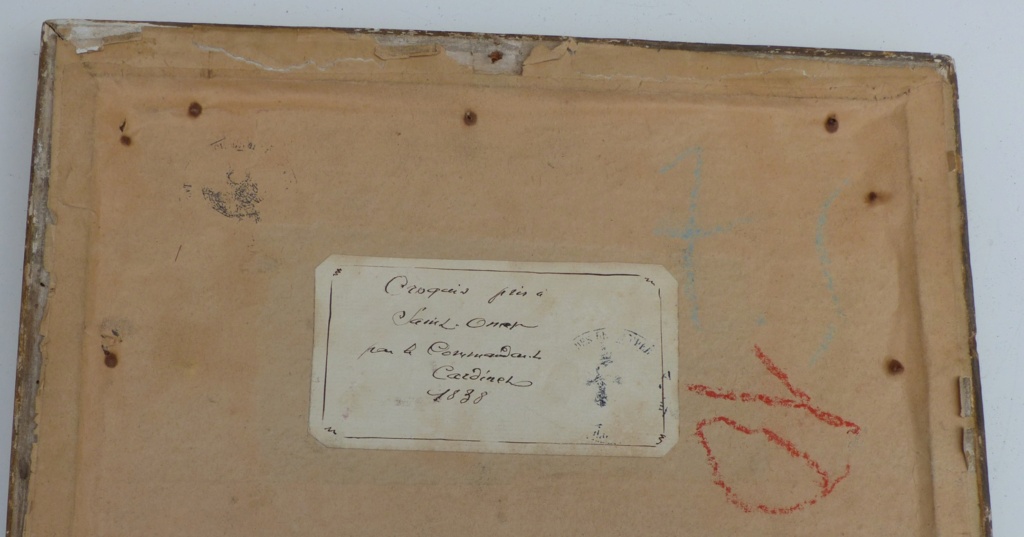 Croquis pris à
Saint-Omer
par le Commandant
Cardinet
1838